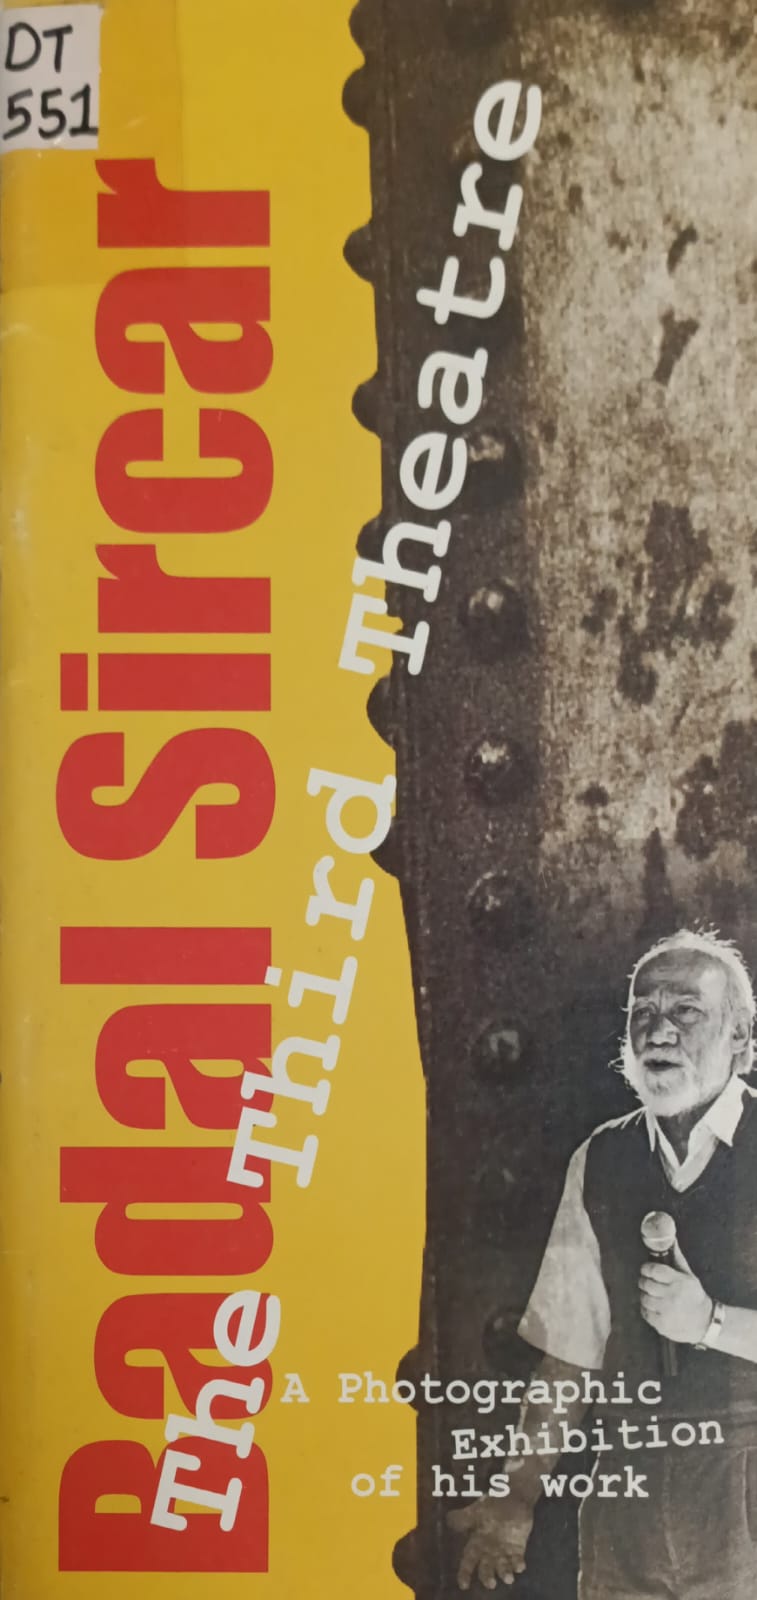 DT
551
Badal Sircar
The Third Theatre
A Photographic
Exhibition
of his work